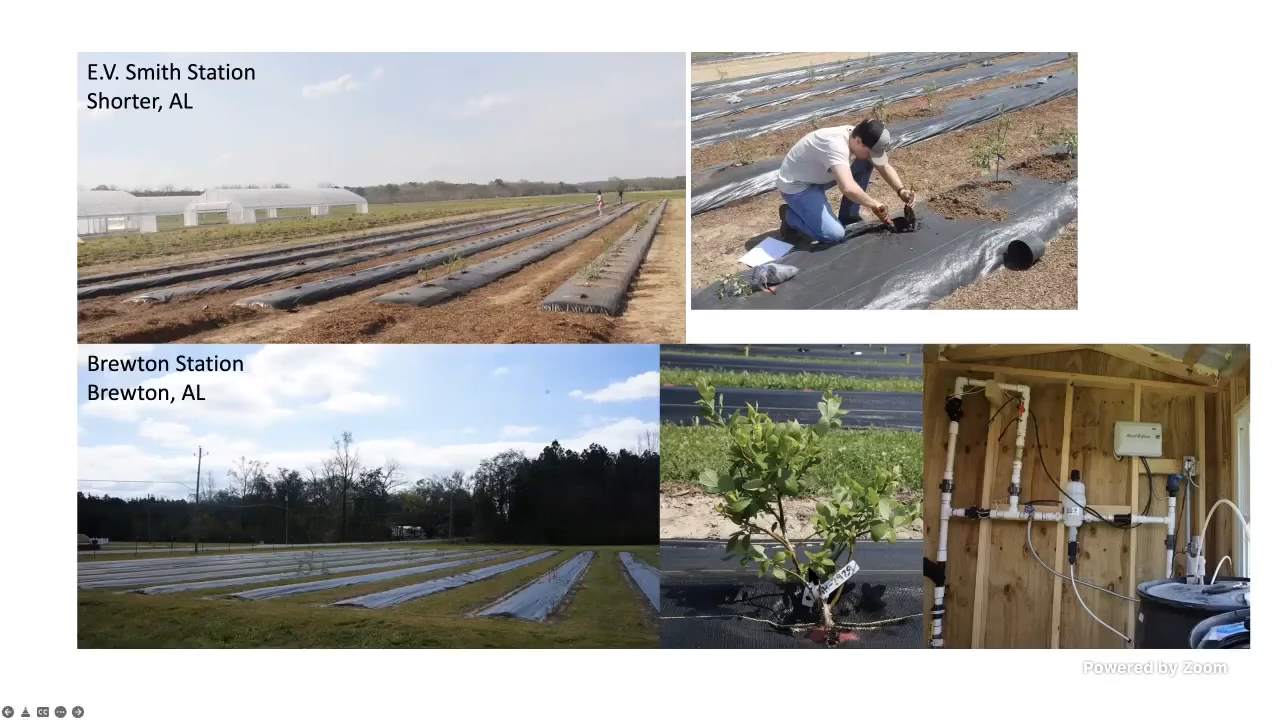 E.V. Smith Station
Shorter, AL
Brewton Station
Brewton, AL
Powered by Zoom